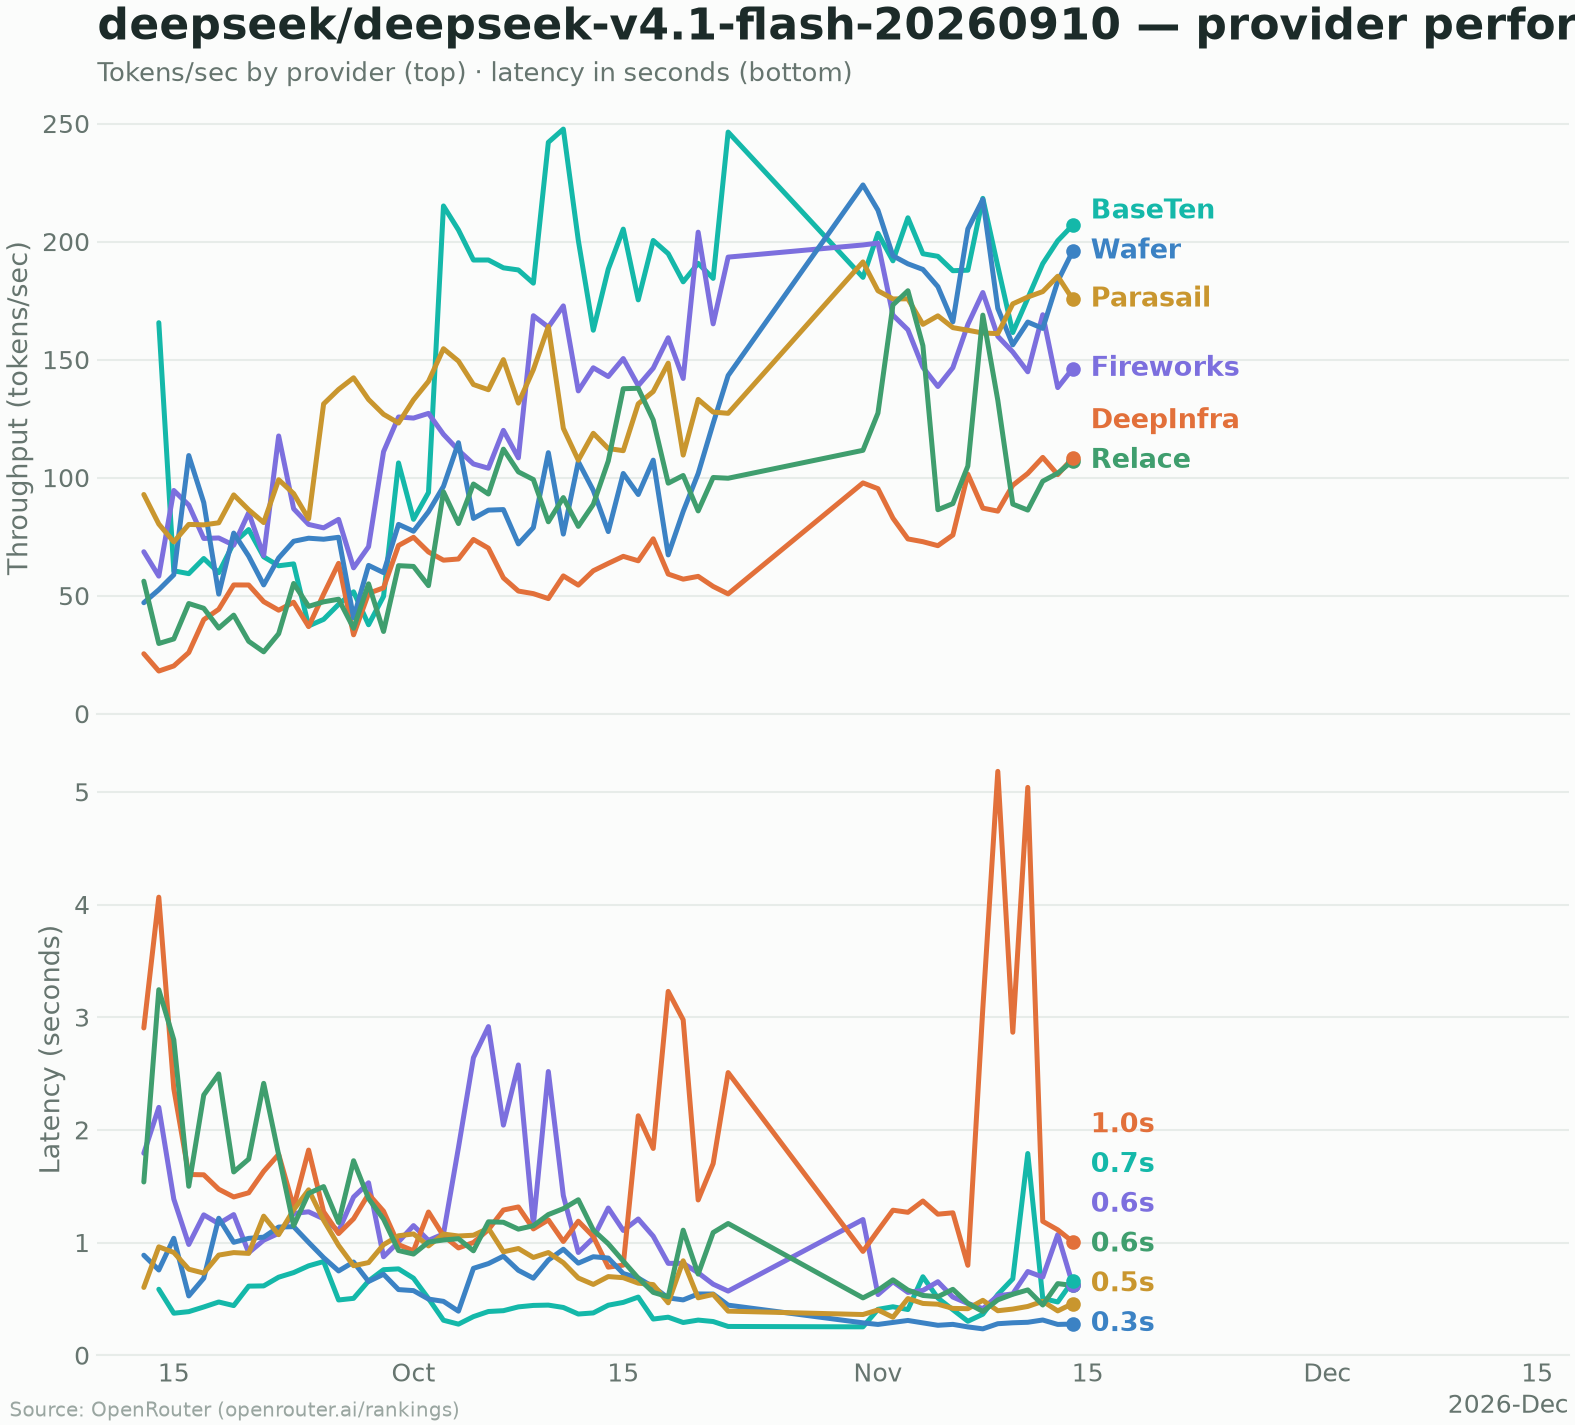 deepseek/deepseek-v4.1-flash-20260910 — provider perfor
Tokens/sec by provider (top) · latency in seconds (bottom)
Throughput (tokens/sec)
250
200
150
100
50
0
BaseTen
Wafer
Parasail
Fireworks
DeepInfra
Relace
Latency (seconds)
5
4
3
2
1
0
1.0s
0.7s
0.6s
0.6s
0.5s
0.3s
15 Oct 15 Nov 15 Dec 15
2026-Dec
Source: OpenRouter (openrouter.ai/rankings)